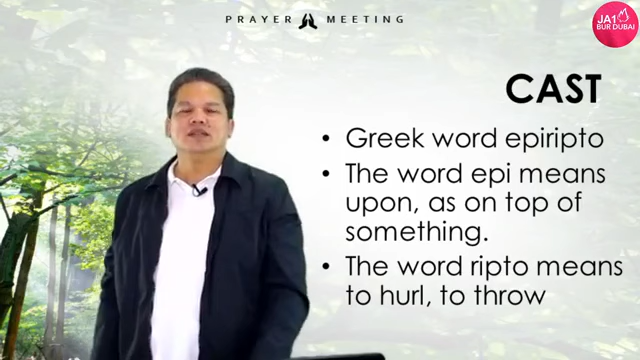 PRAYER MEETING
JA1
BUR DUBAI
CAST
• Greek word epiripto
• The word epi means
upon, as on top of
something.
• The word ripto means
to hurl, to throw